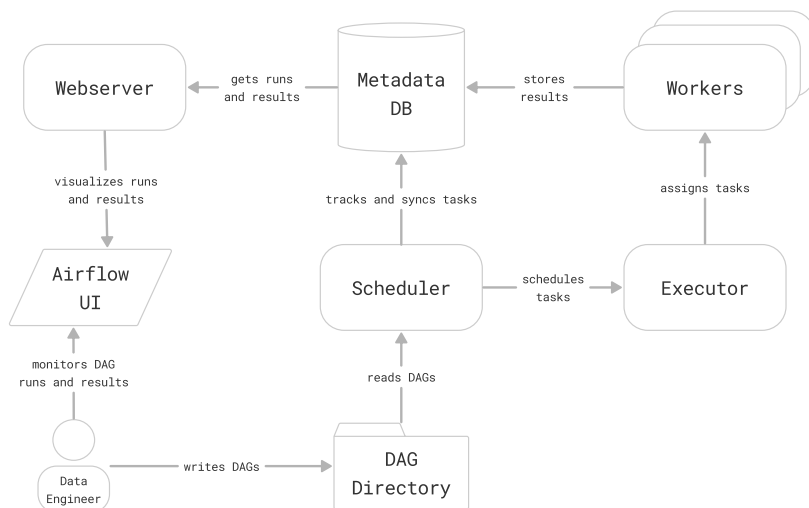 Webserver
gets runs
and results
Metadata
DB
stores
results
Workers
visualizes runs
and results
tracks and syncs tasks
assigns tasks
Airflow
UI
Scheduler
schedules
tasks
Executor
monitors DAG
runs and results
reads DAGs
Data
Engineer
writes DAGs
DAG
Directory